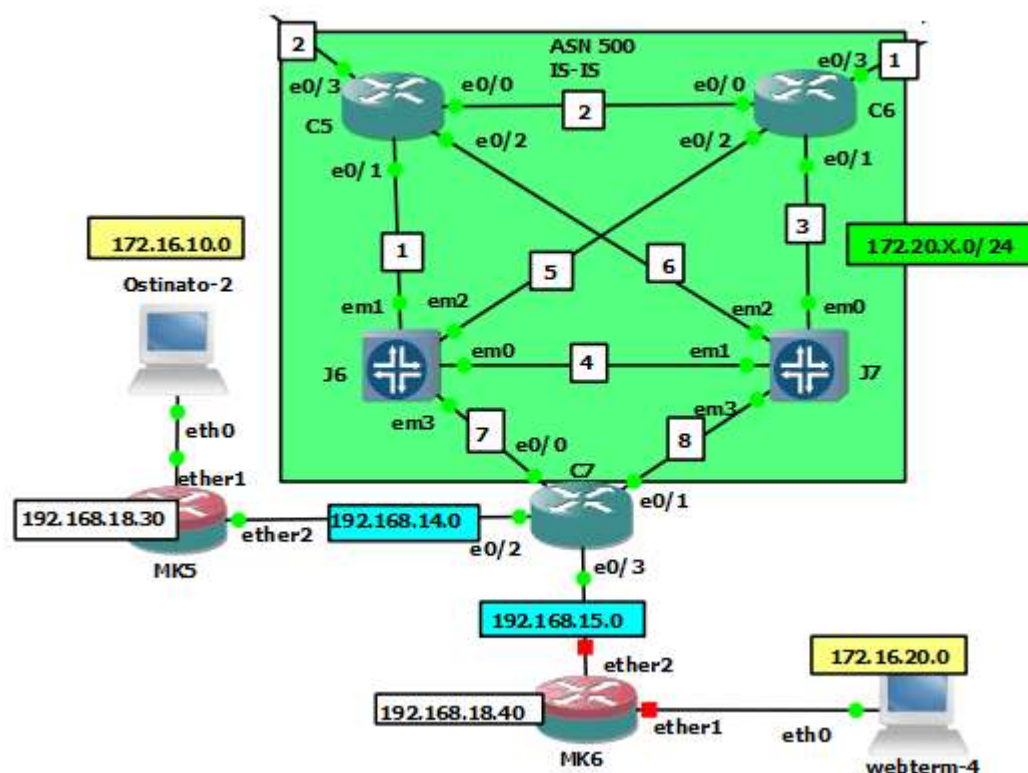 ASN 500
IS-IS
2
e0/3
C5
e0/0
2
e0/0
e0/3
1
C6
e0/2
e0/2
e0/1
e0/1
172.16.10.0
Ostinato-2
1
5
6
3
172.20.X.0/24
em1
em2
em2
em0
J6
em0
4
em1
J7
em3
7
e0/0
8
em3
eth0
ether1
C7
e0/1
192.168.18.30
ether2
192.168.14.0
e0/2
MK5
e0/3
192.168.15.0
ether2
172.16.20.0
192.168.18.40
ether1
eth0
MK6
webterm-4